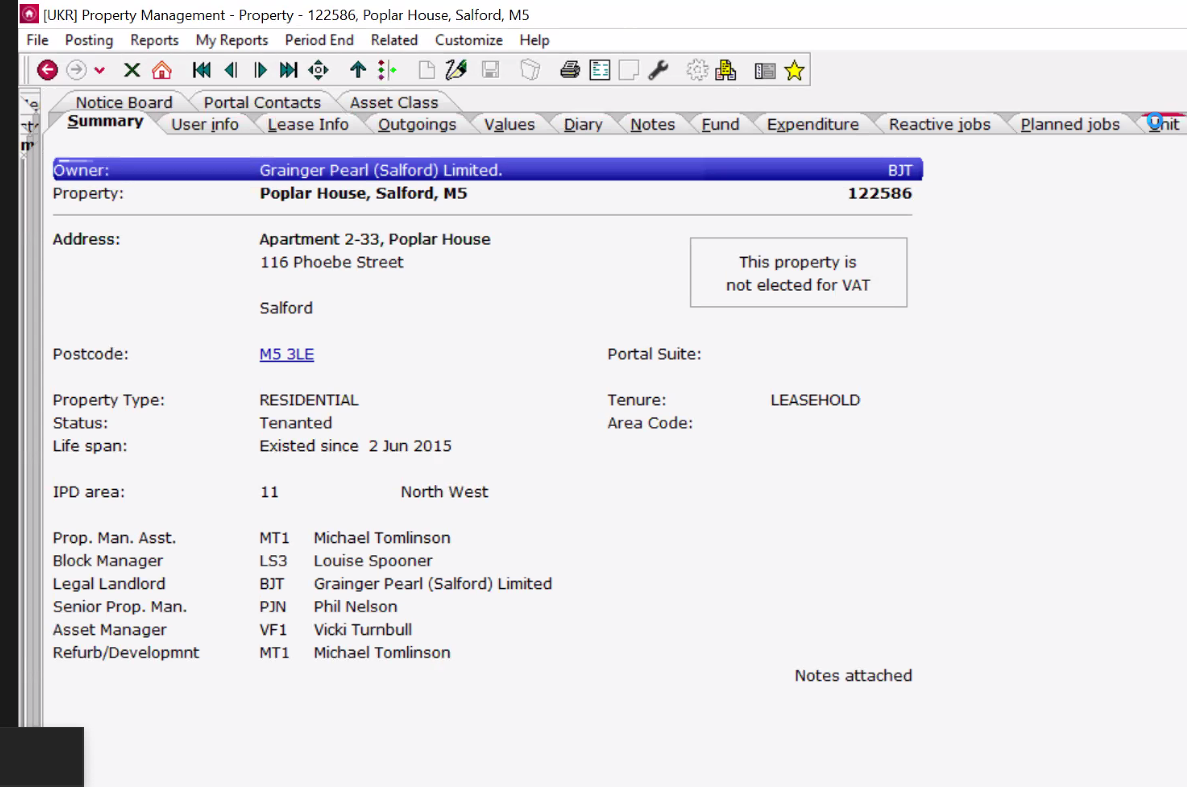 [UKR] Property Management - Property - 122586, Poplar House, Salford, M5
File Posting Reports My Reports Period End Related Customize Help
Notice Board Portal Contacts Asset Class
Summary User info Lease Info Outgoings Values Diary Notes Fund Expenditure Reactive jobs Planned jobs Unit
Owner: Grainger Pearl (Salford) Limited. BJT
Property: Poplar House, Salford, M5 122586
Address: Apartment 2-33, Poplar House
116 Phoebe Street
This property is
not elected for VAT
Salford
Postcode: M5 3LE Portal Suite:
Property Type: RESIDENTIAL Tenure: LEASEHOLD
Status: Tenanted Area Code:
Life span: Existed since 2 Jun 2015
IPD area: 11 North West
Prop. Man. Asst. MT1 Michael Tomlinson
Block Manager LS3 Louise Spooner
Legal Landlord BJT Grainger Pearl (Salford) Limited
Senior Prop. Man. PJN Phil Nelson
Asset Manager VF1 Vicki Turnbull
Refurb/Developmnt MT1 Michael Tomlinson
Notes attached